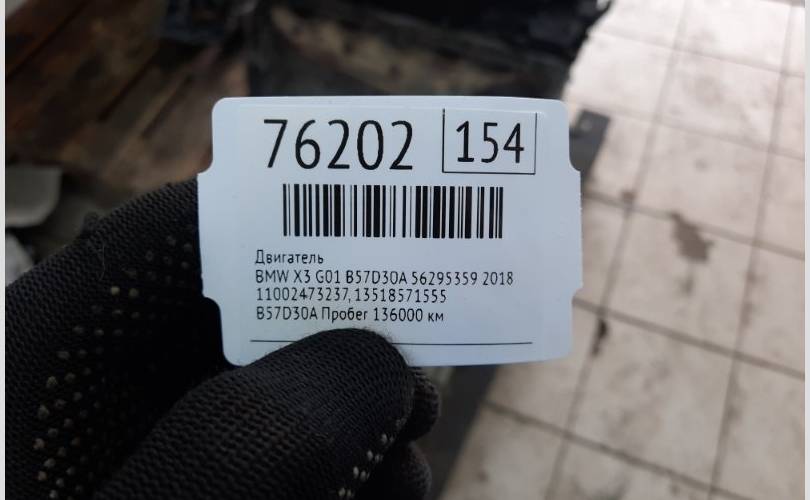 76202 154
Двигатель
BMW X3 G01 B57D30A 56295359 2018
11002473237, 13518571555
B57D30A Пробег 136000 км